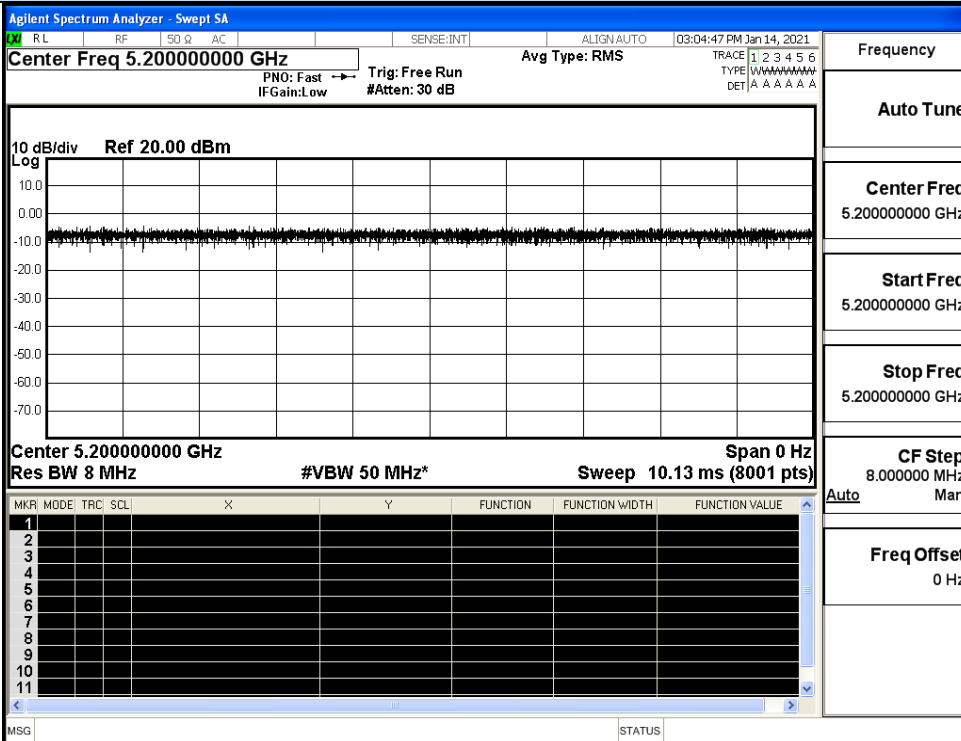 Agilent Spectrum Analyzer - Swept SA
LXI RL RF 50 Ω AC SENSE:INT ALIGN AUTO 03:04:47 PM Jan 14, 2021
Center Freq 5.200000000 GHz
PNO: Fast
IFGain:Low
Trig: Free Run
#Atten: 30 dB
Avg Type: RMS
TRACE 1 2 3 4 5 6
TYPE WWWWWW
DET A A A A A A
10 dB/div Ref 20.00 dBm
Log
10.0
0.00
-10.0
-20.0
-30.0
-40.0
-50.0
-60.0
-70.0
Center 5.200000000 GHz Span 0 Hz
Res BW 8 MHz #VBW 50 MHz* Sweep 10.13 ms (8001 pts)
MKR MODE TRC SCL X Y FUNCTION FUNCTION WIDTH FUNCTION VALUE
1
2
3
4
5
6
7
8
9
10
11
MSG STATUS
Frequency
Auto Tune
Center Freq
5.200000000 GHz
Start Freq
5.200000000 GHz
Stop Freq
5.200000000 GHz
CF Step
8.000000 MHz
Auto Man
Freq Offset
0 Hz